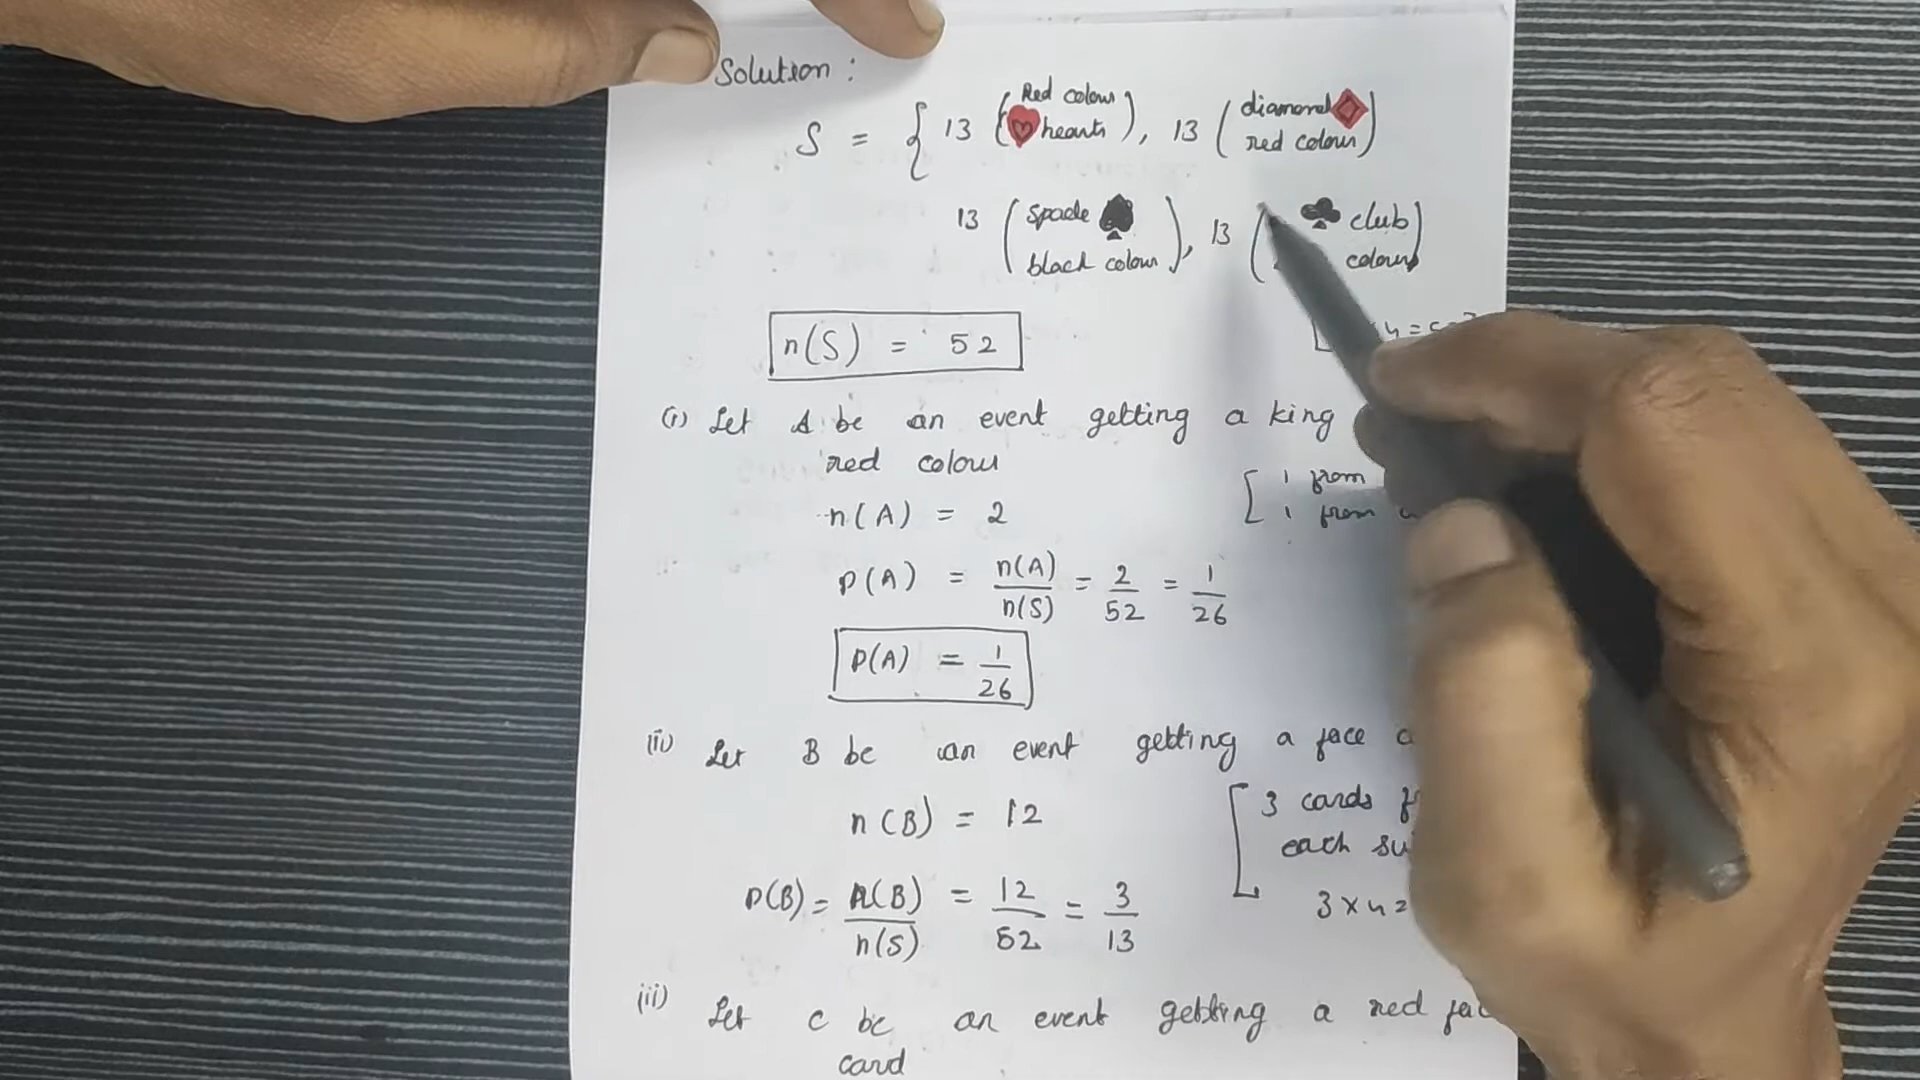 Solution :
S = { 13 ( Red colour
hearts ), 13 ( diamond
red colour )
13 ( spade
black colour ), 13 ( club
colour )
n(S) = 52
(i) Let A be an event getting a king
red colour
n(A) = 2
[ 1 from
1 from
P(A) = n(A)/n(S) = 2/52 = 1/26
P(A) = 1/26
(ii) Let B be an event getting a face
n(B) = 12
[ 3 cards
each
3 × 4 =
P(B) = n(B)/n(S) = 12/52 = 3/13
(iii) Let C be an event getting a red
card